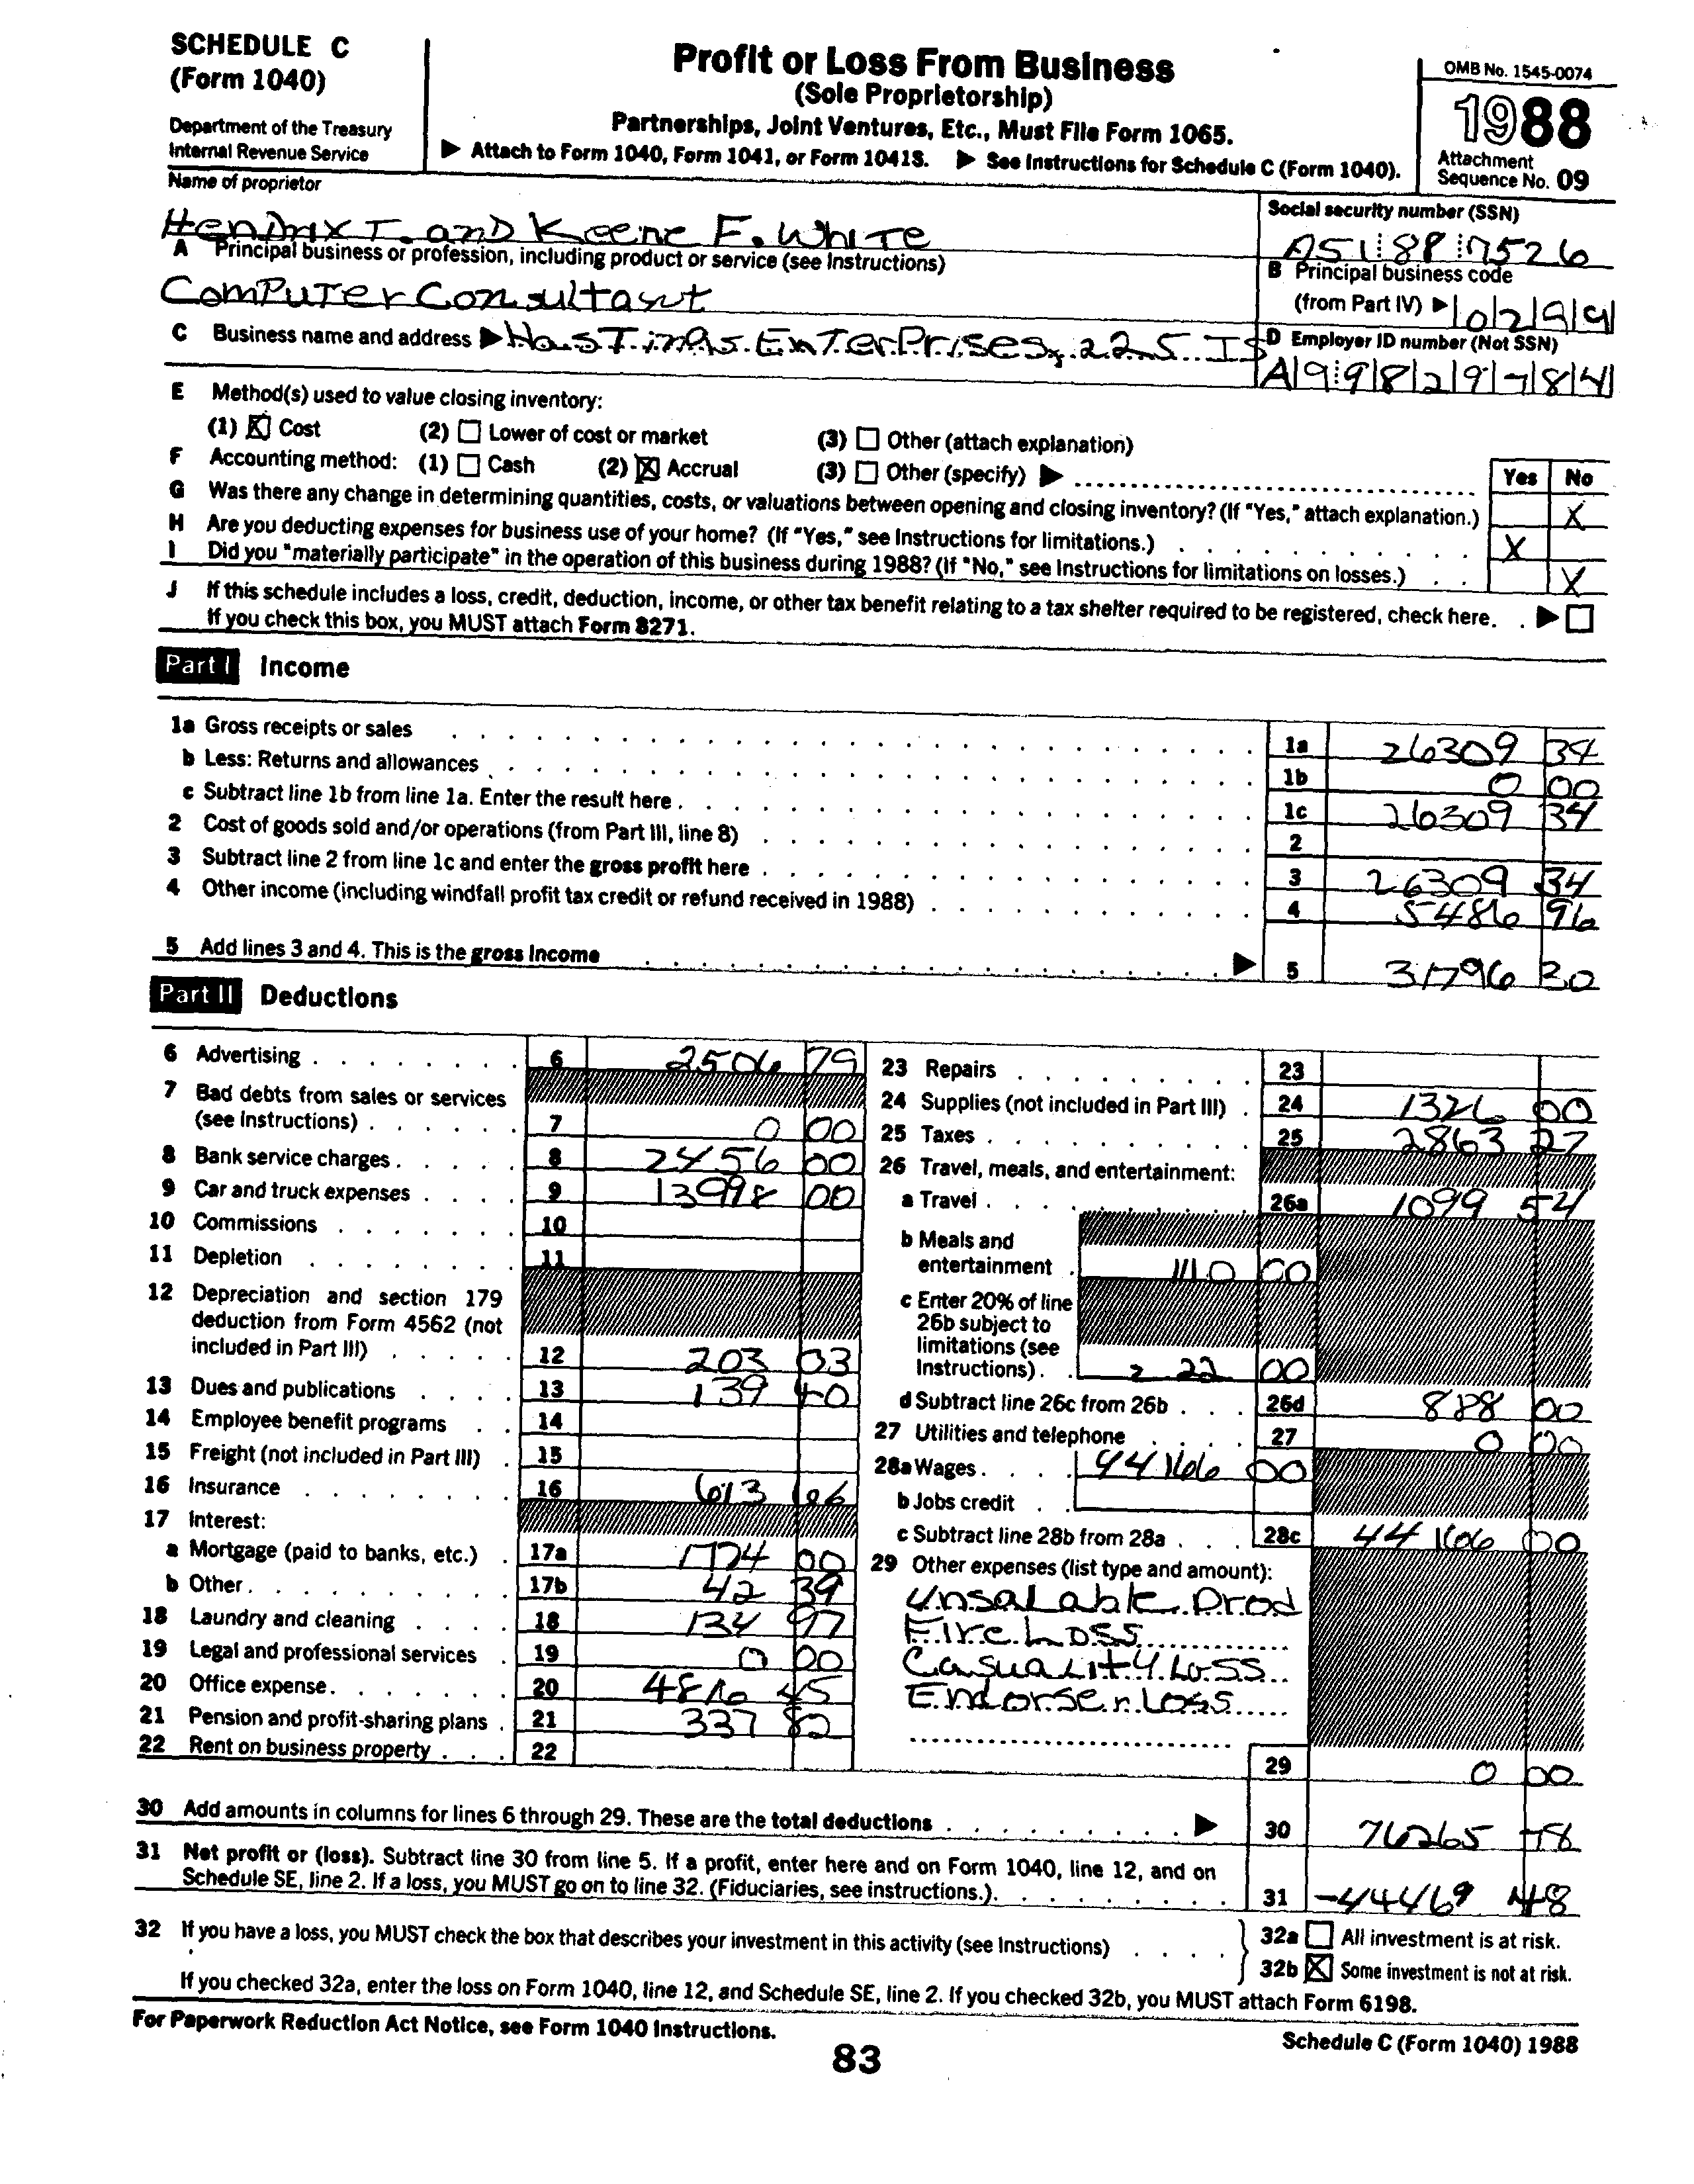 SCHEDULE C
(Form 1040)
Department of the Treasury
Internal Revenue Service
Profit or Loss From Business
(Sole Proprietorship)
Partnerships, Joint Ventures, Etc., Must File Form 1065.
▶ Attach to Form 1040, Form 1041, or Form 1041S. ▶ See Instructions for Schedule C (Form 1040).
OMB No. 1545-0074
1988
Attachment
Sequence No. 09
Name of proprietor
Hendrix T. and Keene F. White
Social security number (SSN)
A51 88 7526
A Principal business or profession, including product or service (see Instructions)
Computer Consultant
B Principal business code
(from Part IV) ▶ 0299
C Business name and address ▶ Hastings Enterprises, 225 IS
D Employer ID number (Not SSN)
A99829784
E Method(s) used to value closing inventory:
(1) ☒ Cost (2) ☐ Lower of cost or market (3) ☐ Other (attach explanation)
F Accounting method: (1) ☐ Cash (2) ☒ Accrual (3) ☐ Other (specify) ▶
Yes No
G Was there any change in determining quantities, costs, or valuations between opening and closing inventory? (If "Yes," attach explanation.) X
H Are you deducting expenses for business use of your home? (If "Yes," see Instructions for limitations.) X
I Did you "materially participate" in the operation of this business during 1988? (If "No," see Instructions for limitations on losses.) X
J If this schedule includes a loss, credit, deduction, income, or other tax benefit relating to a tax shelter required to be registered, check here. ▶ ☐
If you check this box, you MUST attach Form 8271.
Part I Income
1a Gross receipts or sales 1a 26309 34
b Less: Returns and allowances 1b 0 00
c Subtract line 1b from line 1a. Enter the result here 1c 26309 34
2 Cost of goods sold and/or operations (from Part III, line 8) 2
3 Subtract line 2 from line 1c and enter the gross profit here 3 26309 34
4 Other income (including windfall profit tax credit or refund received in 1988) 4 5486 96
5 Add lines 3 and 4. This is the gross income ▶ 5 31796 30
Part II Deductions
6 Advertising 6 2506 79
7 Bad debts from sales or services
(see Instructions) 7 0 00
8 Bank service charges 8 2456 00
9 Car and truck expenses 9 13998 00
10 Commissions 10
11 Depletion 11
12 Depreciation and section 179
deduction from Form 4562 (not
included in Part III) 12 203 03
13 Dues and publications 13 139 40
14 Employee benefit programs 14
15 Freight (not included in Part III) 15
16 Insurance 16 613 66
17 Interest:
a Mortgage (paid to banks, etc.) 17a 1774 00
b Other 17b 42 39
18 Laundry and cleaning 18 134 97
19 Legal and professional services 19 0 00
20 Office expense 20 45
21 Pension and profit-sharing plans 21 337 82
22 Rent on business property 22
23 Repairs 23
24 Supplies (not included in Part III) 24 1326 00
25 Taxes 25 2863 27
26 Travel, meals, and entertainment:
a Travel 26a 1099 54
b Meals and
entertainment 1110 00
c Enter 20% of line
26b subject to
limitations (see
Instructions) 222 00
d Subtract line 26c from 26b 26d 888 00
27 Utilities and telephone 27 0 00
28a Wages 44166 00
b Jobs credit
c Subtract line 28b from 28a 28c 44166 00
29 Other expenses (list type and amount):
Unsalable Prod
Fire Loss
Casuality Loss
Endorser Loss
29 0 00
30 Add amounts in columns for lines 6 through 29. These are the total deductions ▶ 30 76265 78
31 Net profit or (loss). Subtract line 30 from line 5. If a profit, enter here and on Form 1040, line 12, and on
Schedule SE, line 2. If a loss, you MUST go on to line 32. (Fiduciaries, see instructions.) 31 -44469 48
32 If you have a loss, you MUST check the box that describes your investment in this activity (see Instructions)
32a ☐ All investment is at risk.
32b ☒ Some investment is not at risk.
If you checked 32a, enter the loss on Form 1040, line 12, and Schedule SE, line 2. If you checked 32b, you MUST attach Form 6198.
For Paperwork Reduction Act Notice, see Form 1040 Instructions.
Schedule C (Form 1040) 1988
83